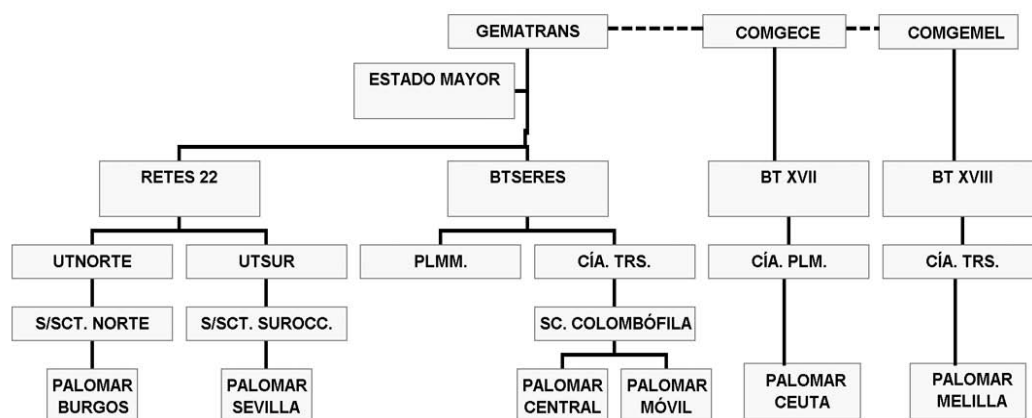 GEMATRANS
COMGECE
COMGEMEL
ESTADO MAYOR
RETES 22
BTSERES
BT XVII
BT XVIII
UTNORTE
UTSUR
PLMM.
CÍA. TRS.
CÍA. PLM.
CÍA. TRS.
S/SCT. NORTE
S/SCT. SUROCC.
SC. COLOMBÓFILA
PALOMAR
BURGOS
PALOMAR
SEVILLA
PALOMAR
CENTRAL
PALOMAR
MÓVIL
PALOMAR
CEUTA
PALOMAR
MELILLA